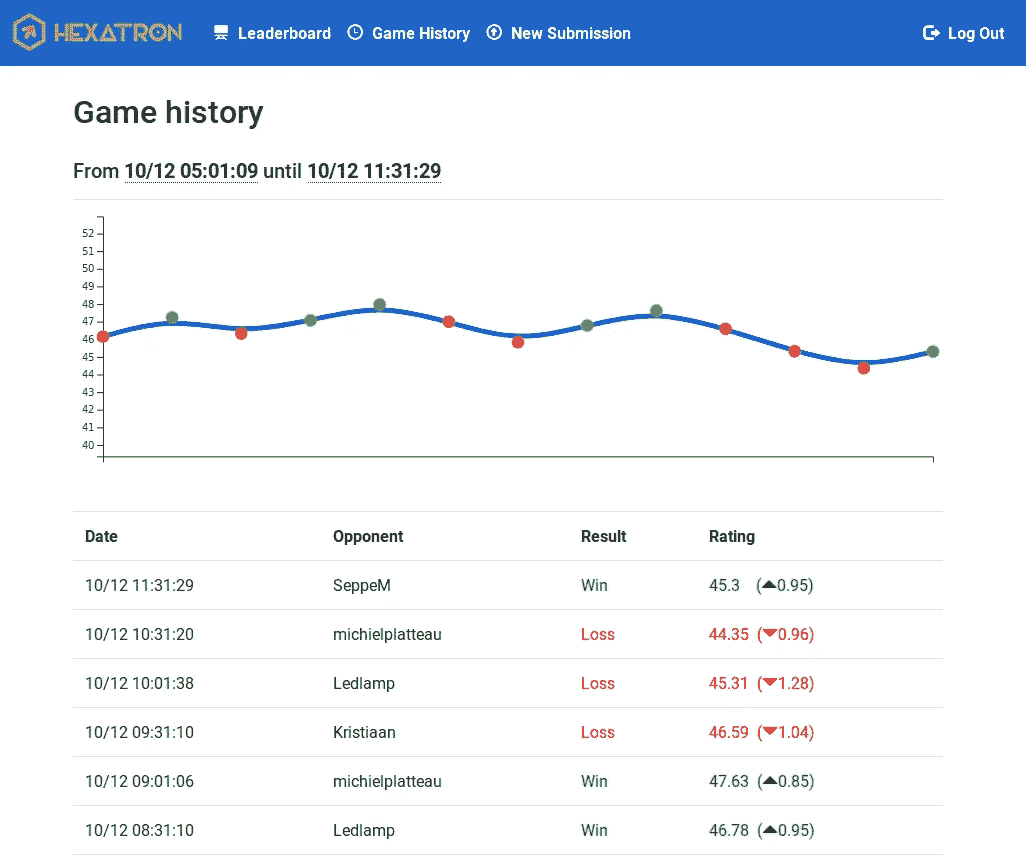 HEXATRON Leaderboard Game History New Submission Log Out
Game history
From 10/12 05:01:09 until 10/12 11:31:29
52
51
50
49
48
47
46
45
44
43
42
41
40
Date Opponent Result Rating
10/12 11:31:29 SeppeM Win 45.3 (▲0.95)
10/12 10:31:20 michielplatteau Loss 44.35 (▼0.96)
10/12 10:01:38 Ledlamp Loss 45.31 (▼1.28)
10/12 09:31:10 Kristiaan Loss 46.59 (▼1.04)
10/12 09:01:06 michielplatteau Win 47.63 (▲0.85)
10/12 08:31:10 Ledlamp Win 46.78 (▲0.95)